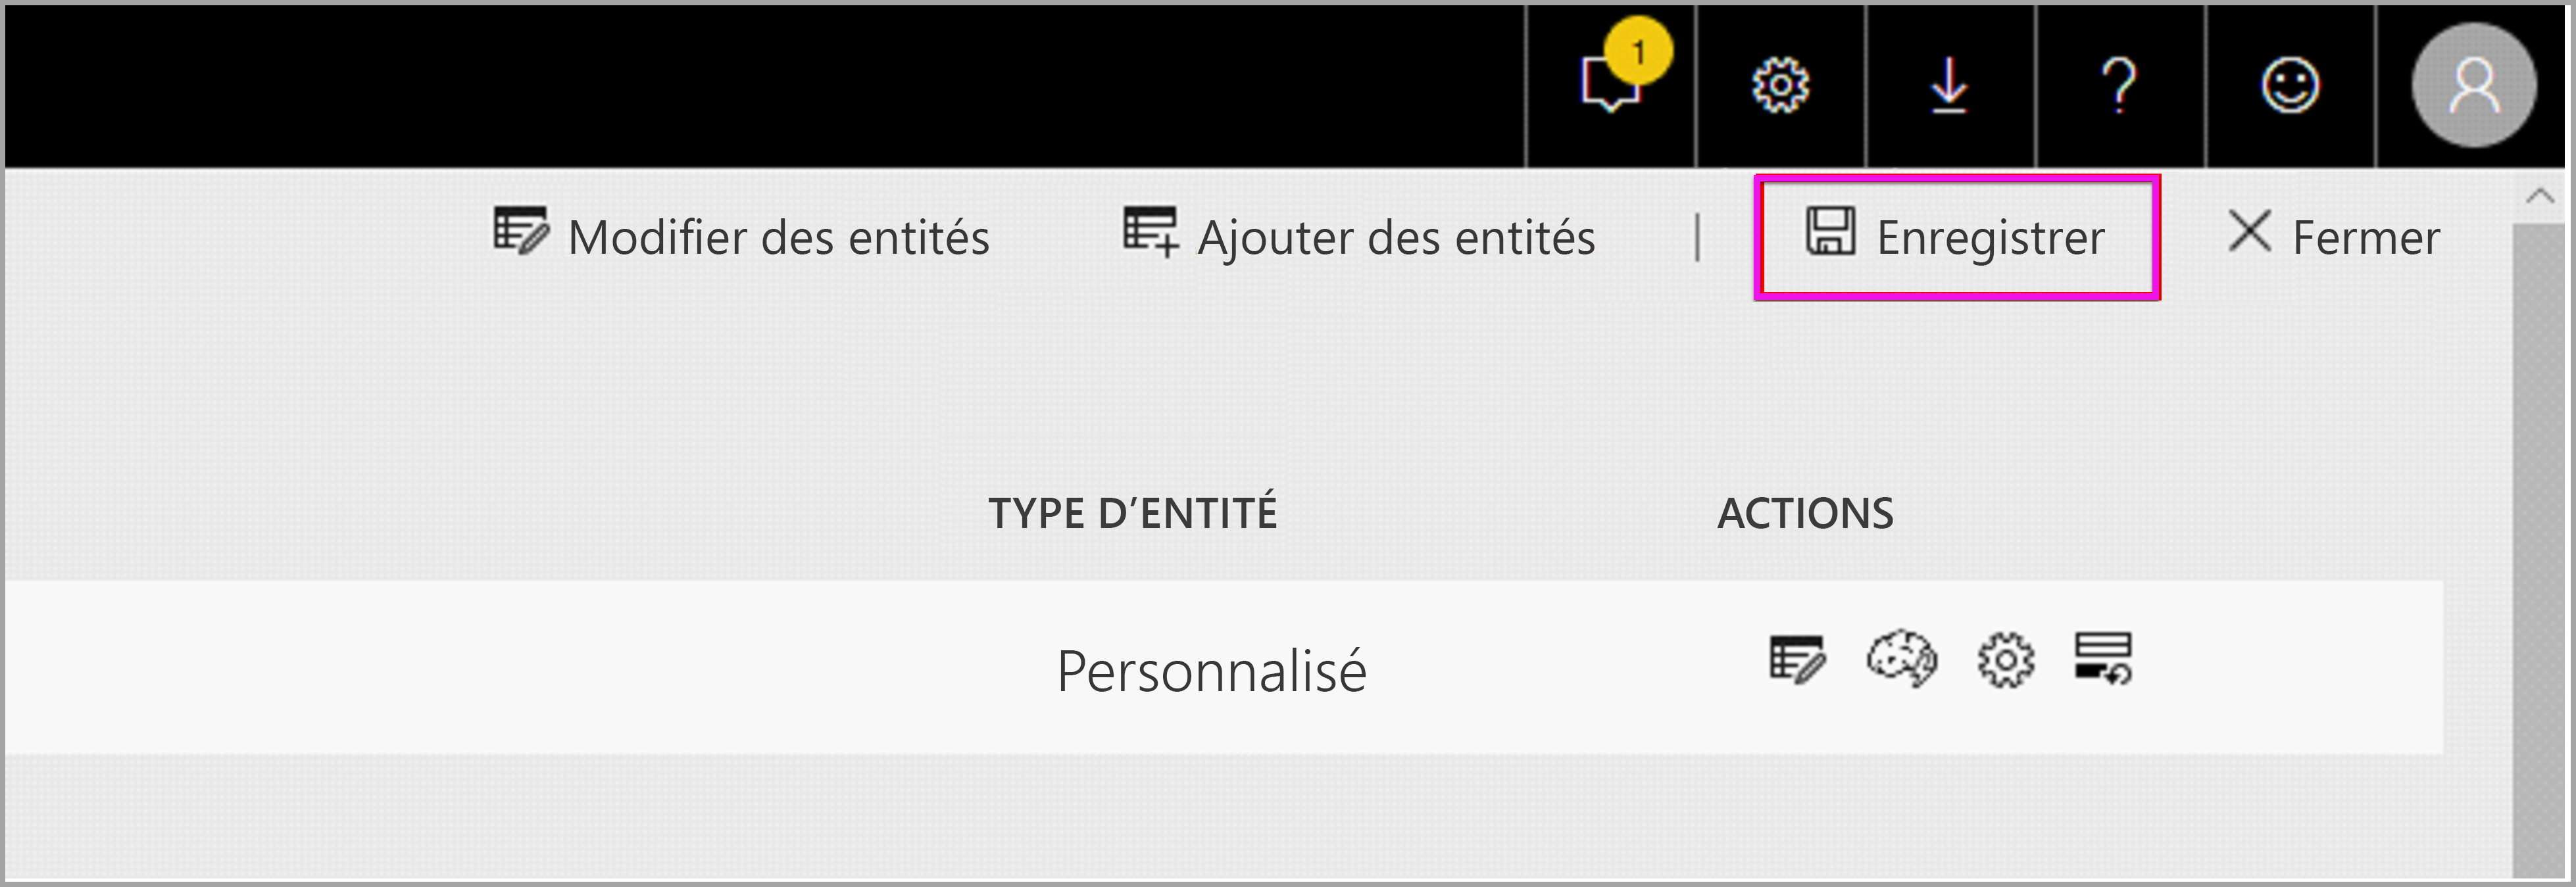 1
?
Modifier des entités
Ajouter des entités
|
Enregistrer
Fermer
TYPE D’ENTITÉ
ACTIONS
Personnalisé